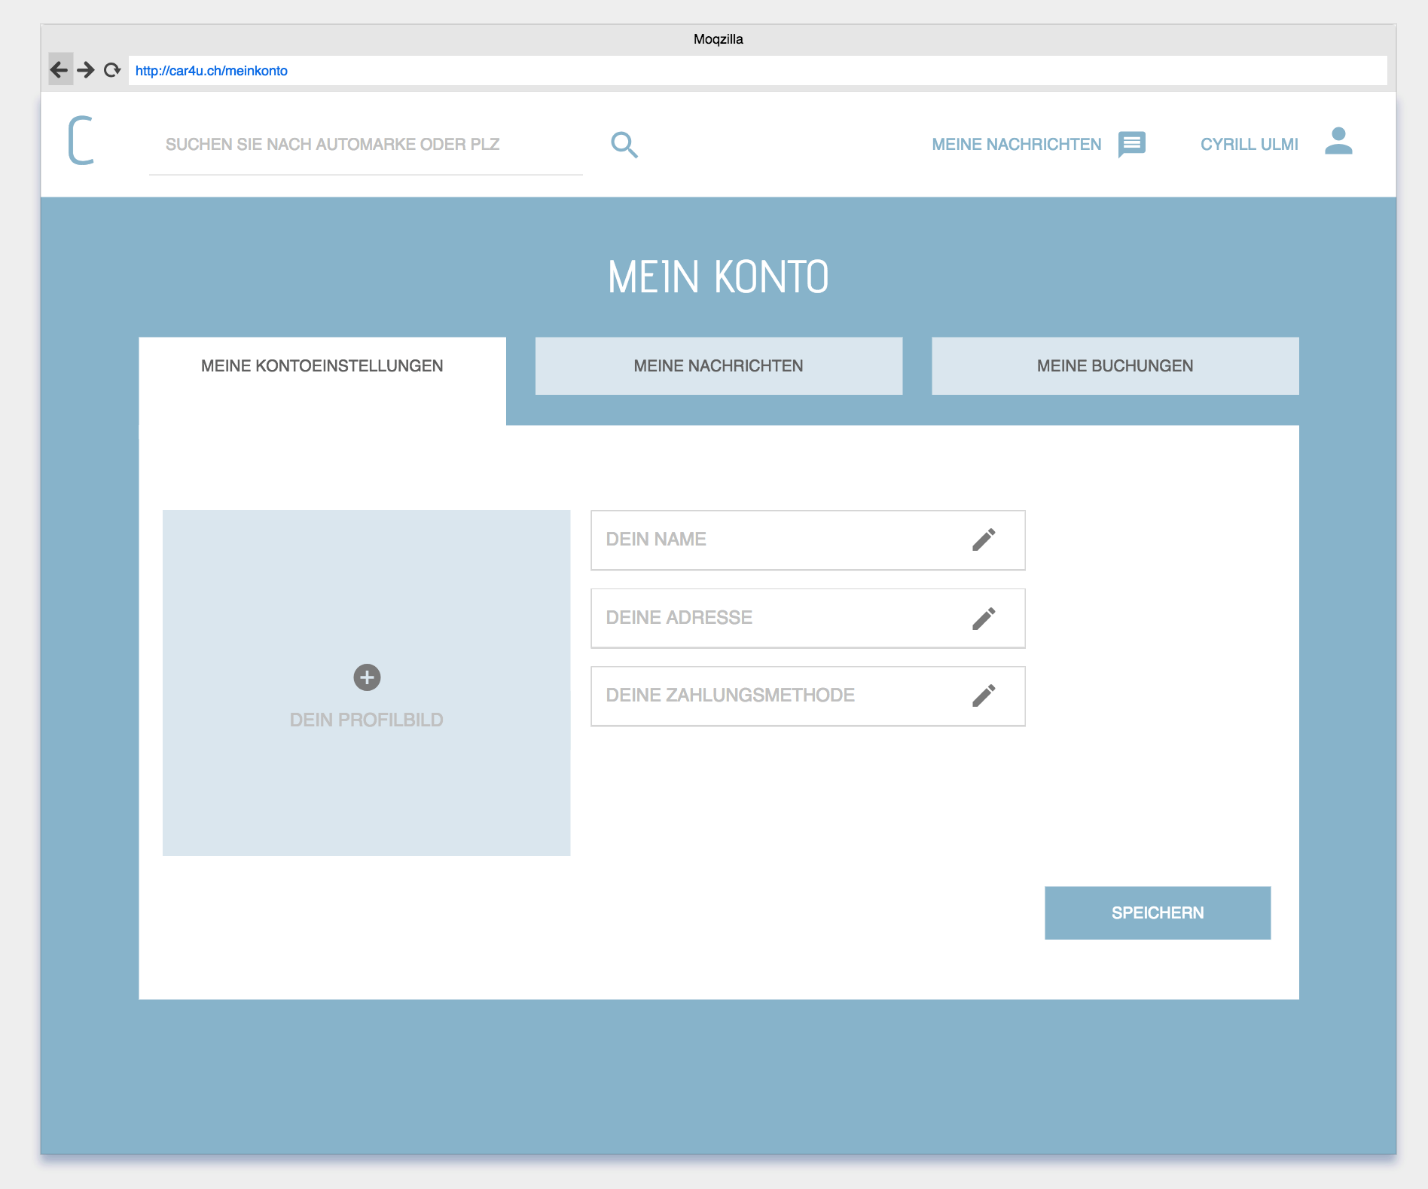 Moqzilla
http://car4u.ch/meinkonto
C
SUCHEN SIE NACH AUTOMARKE ODER PLZ
MEINE NACHRICHTEN
CYRILL ULMI
MEIN KONTO
MEINE KONTOEINSTELLUNGEN
MEINE NACHRICHTEN
MEINE BUCHUNGEN
DEIN NAME
DEINE ADRESSE
DEINE ZAHLUNGSMETHODE
DEIN PROFILBILD
SPEICHERN